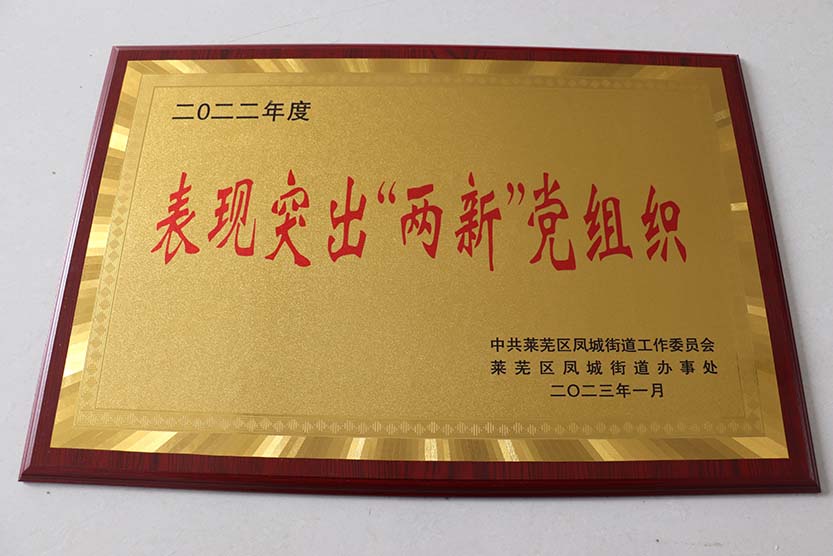 二〇二二年度
表现突出“两新”党组织
中共莱芜区凤城街道工作委员会
莱芜区凤城街道办事处
二〇二三年一月